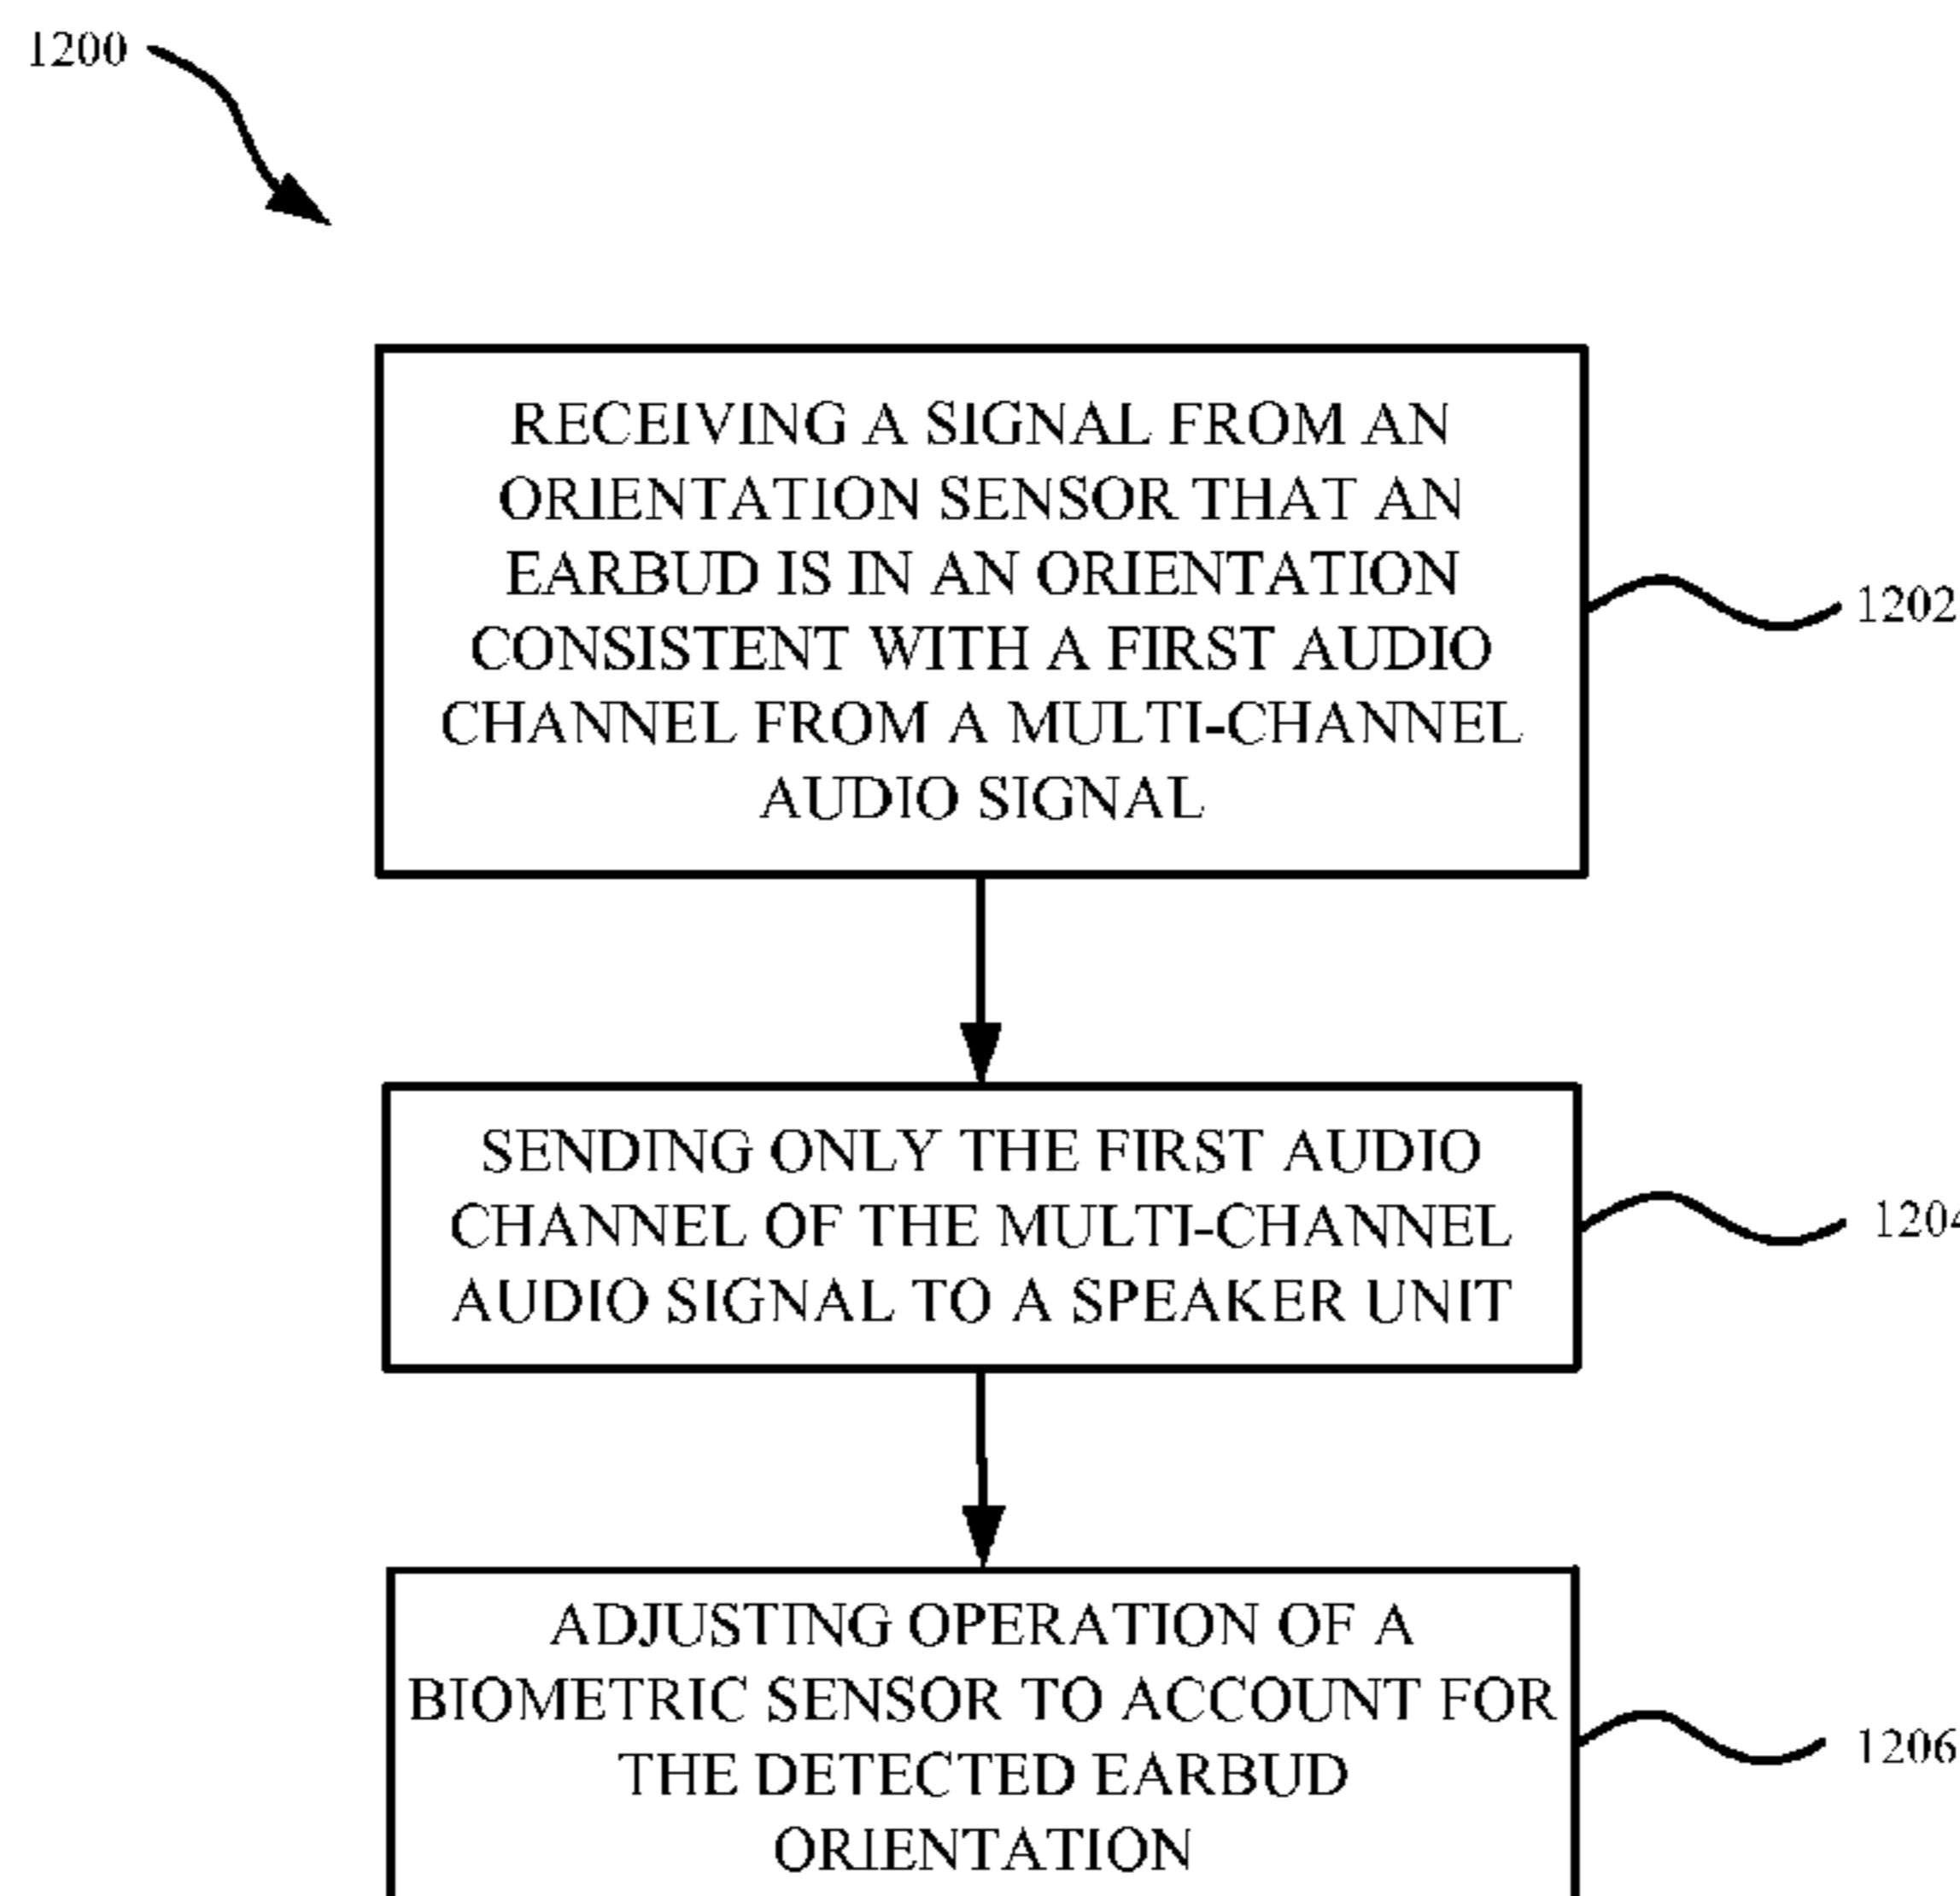 1200
RECEIVING A SIGNAL FROM AN
ORIENTATION SENSOR THAT AN
EARBUD IS IN AN ORIENTATION
CONSISTENT WITH A FIRST AUDIO
CHANNEL FROM A MULTI-CHANNEL
AUDIO SIGNAL
1202
SENDING ONLY THE FIRST AUDIO
CHANNEL OF THE MULTI-CHANNEL
AUDIO SIGNAL TO A SPEAKER UNIT
1204
ADJUSTING OPERATION OF A
BIOMETRIC SENSOR TO ACCOUNT FOR
THE DETECTED EARBUD
ORIENTATION
1206